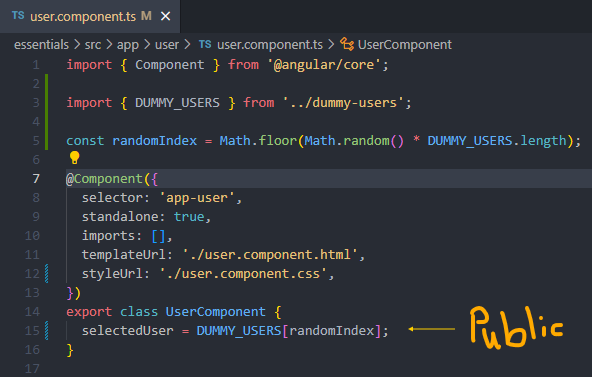 TS user.component.ts M ×
essentials > src > app > user > TS user.component.ts > UserComponent
1 import { Component } from '@angular/core';
2
3 import { DUMMY_USERS } from '../dummy-users';
4
5 const randomIndex = Math.floor(Math.random() * DUMMY_USERS.length);
6
7 @Component({
8 selector: 'app-user',
9 standalone: true,
10 imports: [],
11 templateUrl: './user.component.html',
12 styleUrl: './user.component.css',
13 })
14 export class UserComponent {
15 selectedUser = DUMMY_USERS[randomIndex]; Public
16 }
17